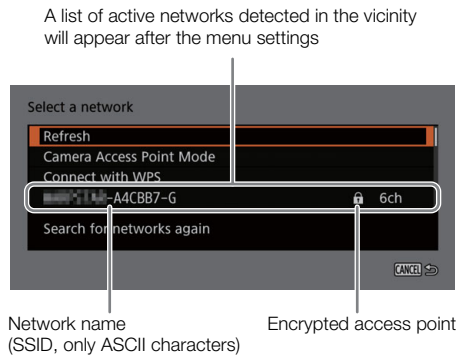 A list of active networks detected in the vicinity
will appear after the menu settings
Select a network
Refresh
Camera Access Point Mode
Connect with WPS
-A4CBB7-G 6ch
Search for networks again
CANCEL
Network name
(SSID, only ASCII characters)
Encrypted access point